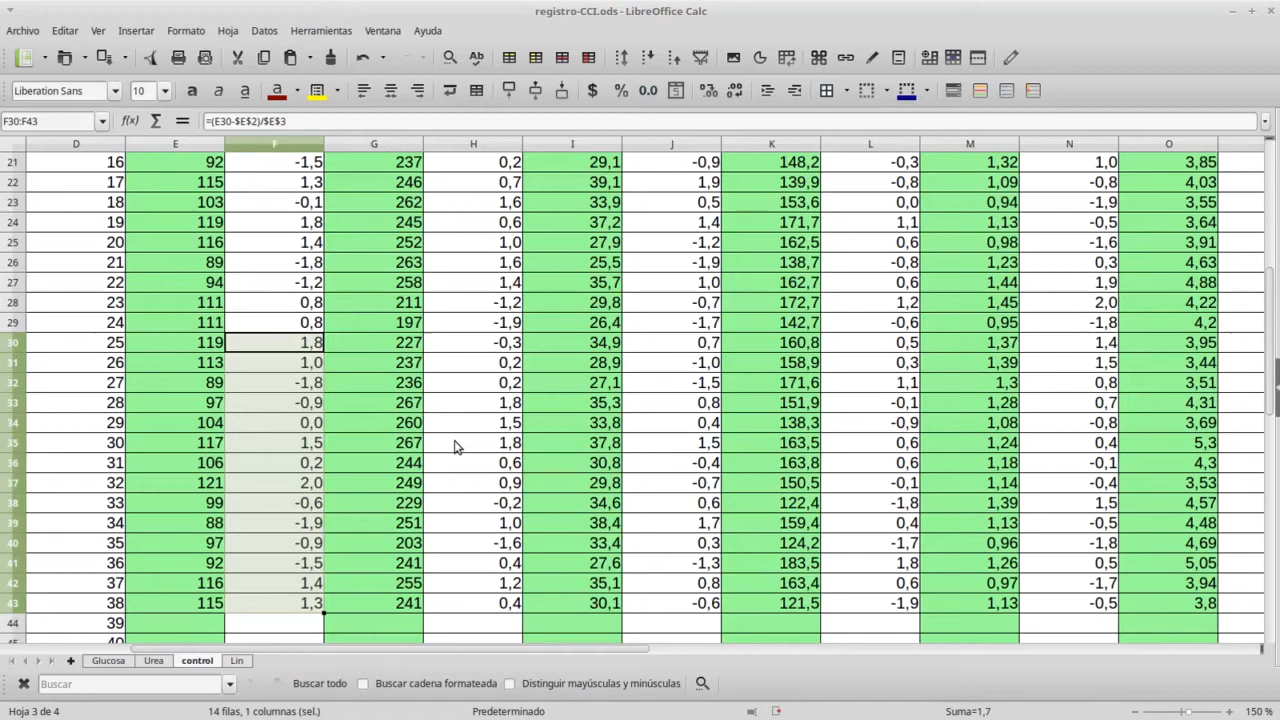 registro-CCI.ods - LibreOffice Calc
Archivo Editar Ver Insertar Formato Hoja Datos Herramientas Ventana Ayuda
Liberation Sans 10 a a a a $ % 0.0
F30:F43 f(x) Σ = =(E30-$E$2)/$E$3
D E F G H I J K L M N O
21 16 92 -1,5 237 0,2 29,1 -0,9 148,2 -0,3 1,32 1,0 3,85
22 17 115 1,3 246 0,7 39,1 1,9 139,9 -0,8 1,09 -0,8 4,03
23 18 103 -0,1 262 1,6 33,9 0,5 153,6 0,0 0,94 -1,9 3,55
24 19 119 1,8 245 0,6 37,2 1,4 171,7 1,1 1,13 -0,5 3,64
25 20 116 1,4 252 1,0 27,9 -1,2 162,5 0,6 0,98 -1,6 3,91
26 21 89 -1,8 263 1,6 25,5 -1,9 138,7 -0,8 1,23 0,3 4,63
27 22 94 -1,2 258 1,4 35,7 1,0 162,7 0,6 1,44 1,9 4,88
28 23 111 0,8 211 -1,2 29,8 -0,7 172,7 1,2 1,45 2,0 4,22
29 24 111 0,8 197 -1,9 26,4 -1,7 142,7 -0,6 0,95 -1,8 4,2
30 25 119 1,8 227 -0,3 34,9 0,7 160,8 0,5 1,37 1,4 3,95
31 26 113 1,0 237 0,2 28,9 -1,0 158,9 0,3 1,39 1,5 3,44
32 27 89 -1,8 236 0,2 27,1 -1,5 171,6 1,1 1,3 0,8 3,51
33 28 97 -0,9 267 1,8 35,3 0,8 151,9 -0,1 1,28 0,7 4,31
34 29 104 0,0 260 1,5 33,8 0,4 138,3 -0,9 1,08 -0,8 3,69
35 30 117 1,5 267 1,8 37,8 1,5 163,5 0,6 1,24 0,4 5,3
36 31 106 0,2 244 0,6 30,8 -0,4 163,8 0,6 1,18 -0,1 4,3
37 32 121 2,0 249 0,9 29,8 -0,7 150,5 -0,1 1,14 -0,4 3,53
38 33 99 -0,6 229 -0,2 34,6 0,6 122,4 -1,8 1,39 1,5 4,57
39 34 88 -1,9 251 1,0 38,4 1,7 159,4 0,4 1,13 -0,5 4,48
40 35 97 -0,9 203 -1,6 33,4 0,3 124,2 -1,7 0,96 -1,8 4,69
41 36 92 -1,5 241 0,4 27,6 -1,3 183,5 1,8 1,26 0,5 5,05
42 37 116 1,4 255 1,2 35,1 0,8 163,4 0,6 0,97 -1,7 3,94
43 38 115 1,3 241 0,4 30,1 -0,6 121,5 -1,9 1,13 -0,5 3,8
44 39
45 40
Glucosa Urea control Lin
Buscar Buscar todo Buscar cadena formateada Distinguir mayúsculas y minúsculas
Hoja 3 de 4 14 filas, 1 columnas (sel.) Predeterminado Suma=1,7 150 %